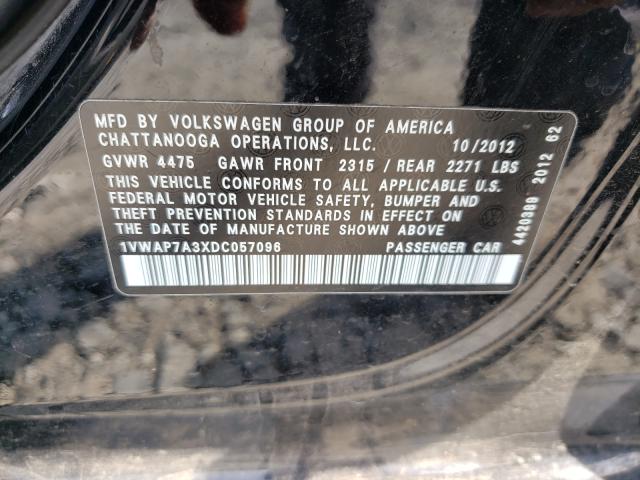 MFD BY VOLKSWAGEN GROUP OF AMERICA
CHATTANOOGA OPERATIONS, LLC. 10/2012
GVWR 4475 GAWR FRONT 2315 / REAR 2271 LBS
THIS VEHICLE CONFORMS TO ALL APPLICABLE U.S.
FEDERAL MOTOR VEHICLE SAFETY, BUMPER AND
THEFT PREVENTION STANDARDS IN EFFECT ON
THE DATE OF MANUFACTURE SHOWN ABOVE
1VWAP7A3XDC057096 PASSENGER CAR
4420389 2012 62